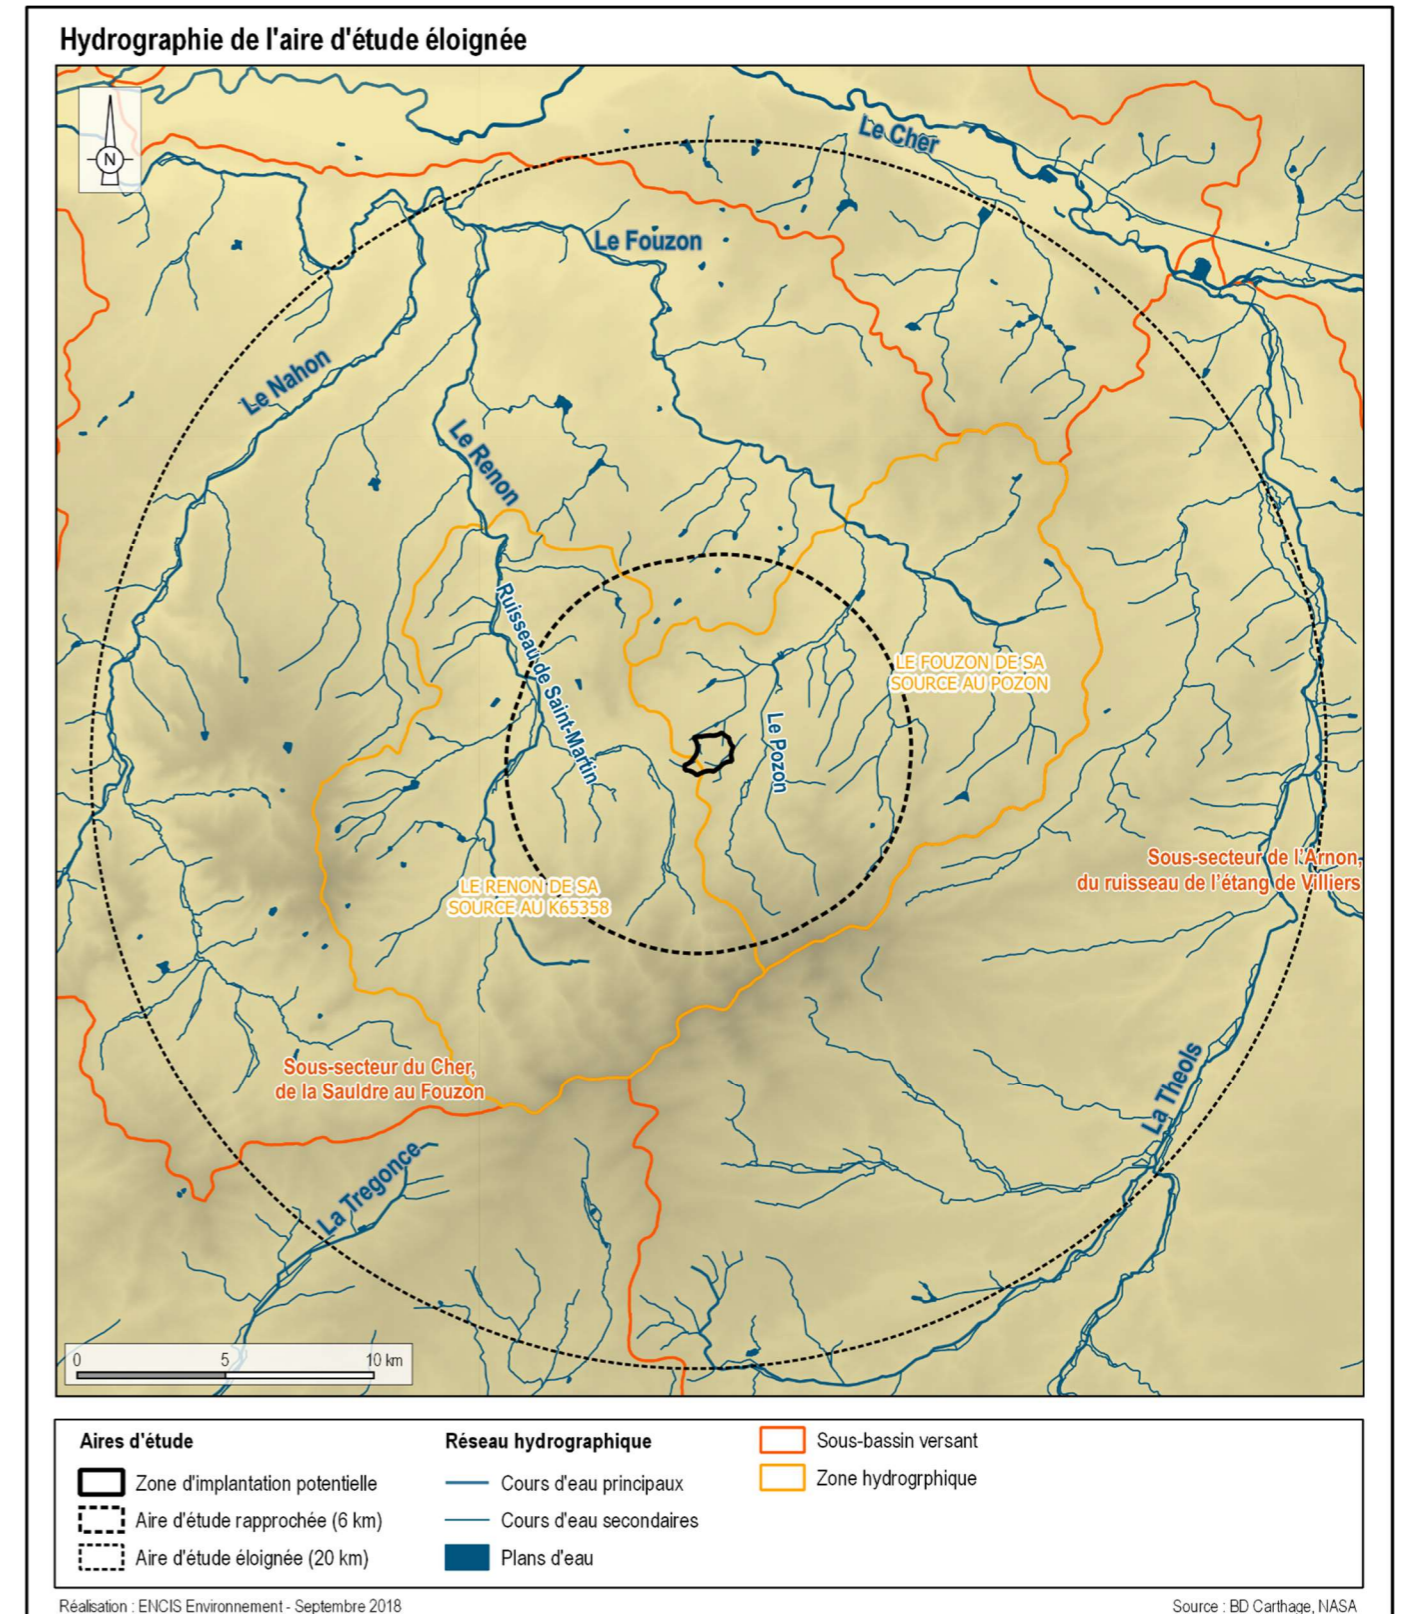 Hydrographie de l'aire d'étude éloignée
N
Le Cher
Le Fouzon
Le Nahon
Le Renon
Ruisseau de Saint-Martin
LE FOUZON DE SA
SOURCE AU POZON
Le Pozon
Sous-secteur de l'Arnon,
du ruisseau de l'étang de Villiers
LE RENON DE SA
SOURCE AU K65358
Sous-secteur du Cher,
de la Sauldre au Fouzon
La Theols
La Tregonce
0 5 10 km
Aires d'étude
Zone d'implantation potentielle
Aire d'étude rapprochée (6 km)
Aire d'étude éloignée (20 km)
Réseau hydrographique
Cours d'eau principaux
Cours d'eau secondaires
Plans d'eau
Sous-bassin versant
Zone hydrogrphique
Réalisation : ENCIS Environnement - Septembre 2018
Source : BD Carthage, NASA